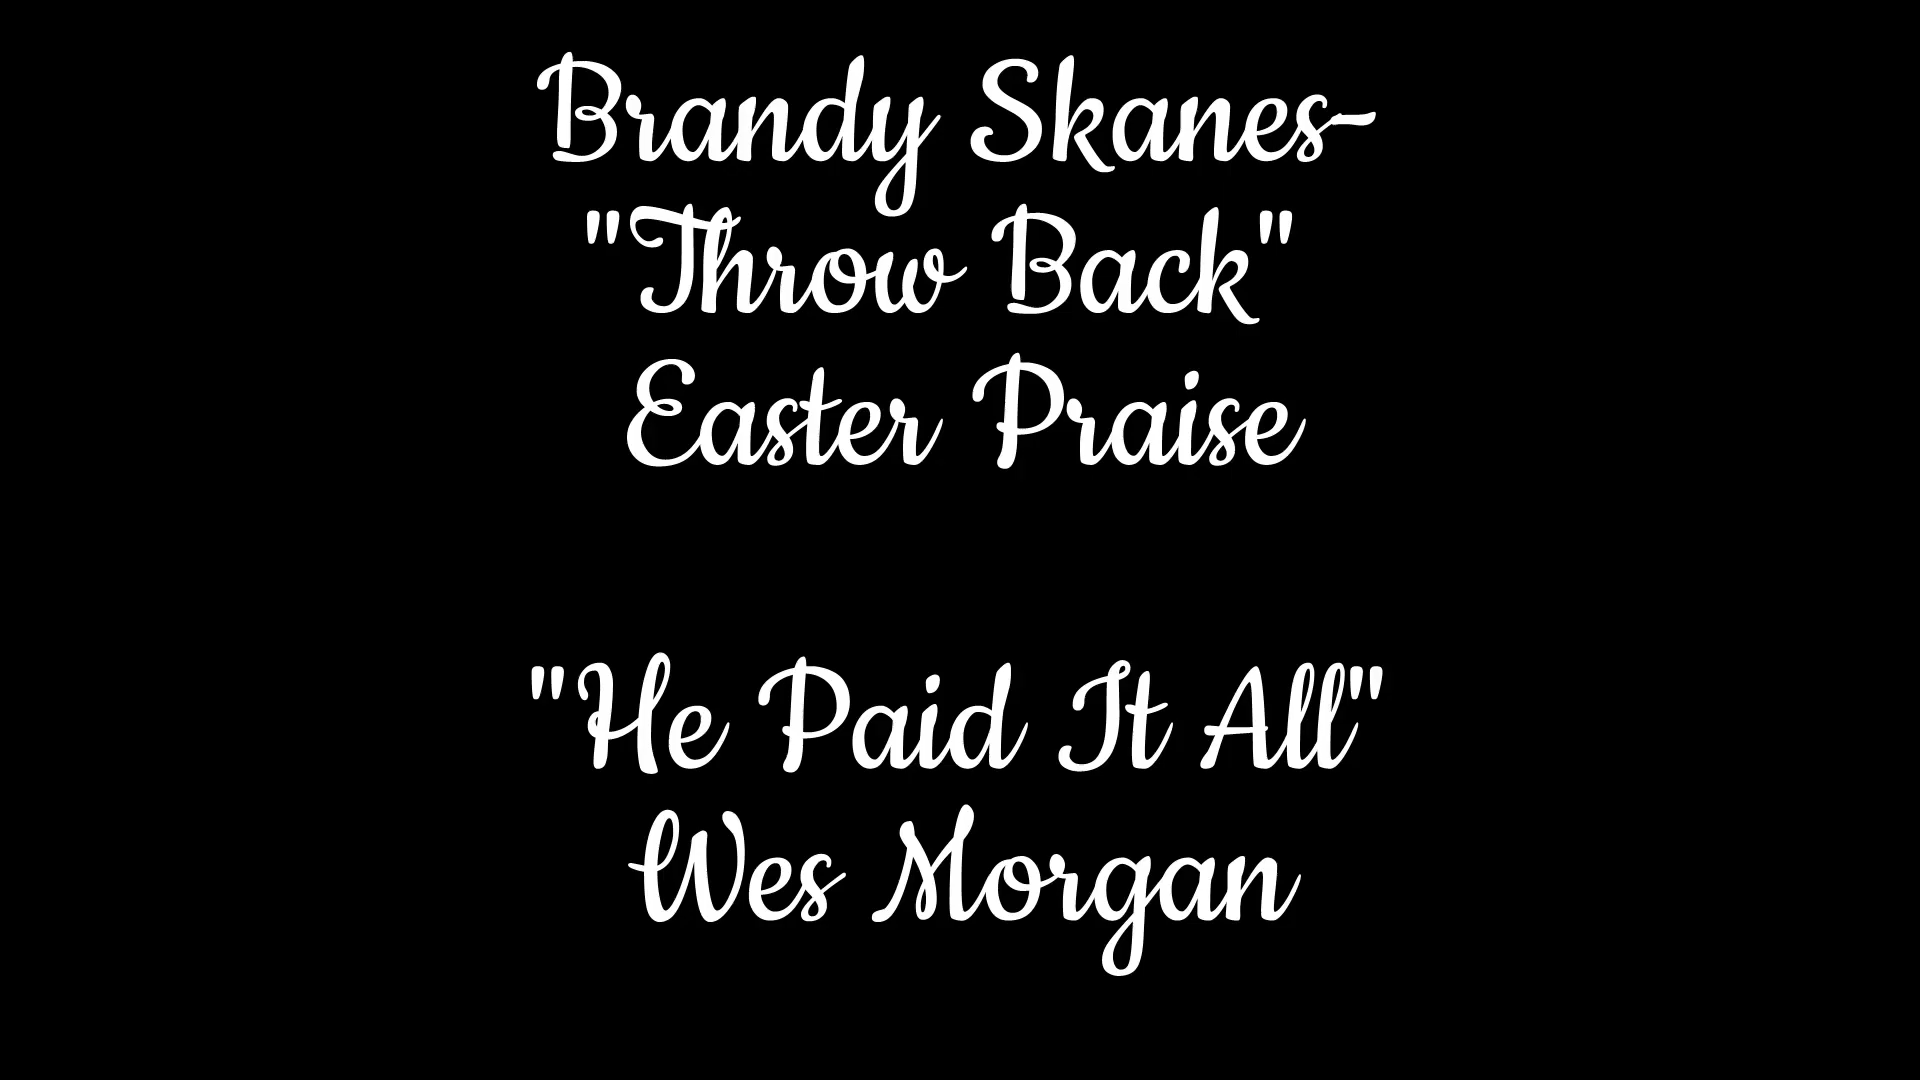 Brandy Skanes-
"Throw Back"
Easter Praise
"He Paid It All"
Wes Morgan